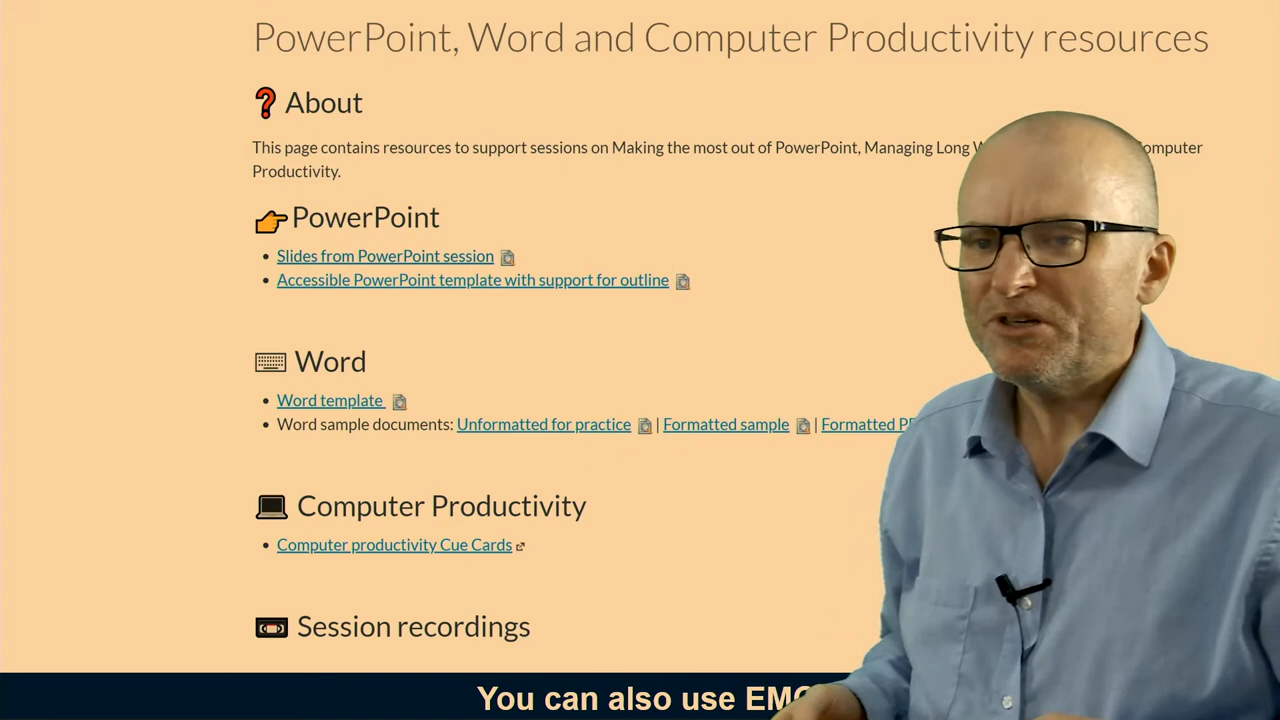 PowerPoint, Word and Computer Productivity resources
About
This page contains resources to support sessions on Making the most out of PowerPoint, Managing Long Computer
Productivity.
PowerPoint
• Slides from PowerPoint session
• Accessible PowerPoint template with support for outline
Word
• Word template
• Word sample documents: Unformatted for practice | Formatted sample | Formatted
Computer Productivity
• Computer productivity Cue Cards
Session recordings
You can also use